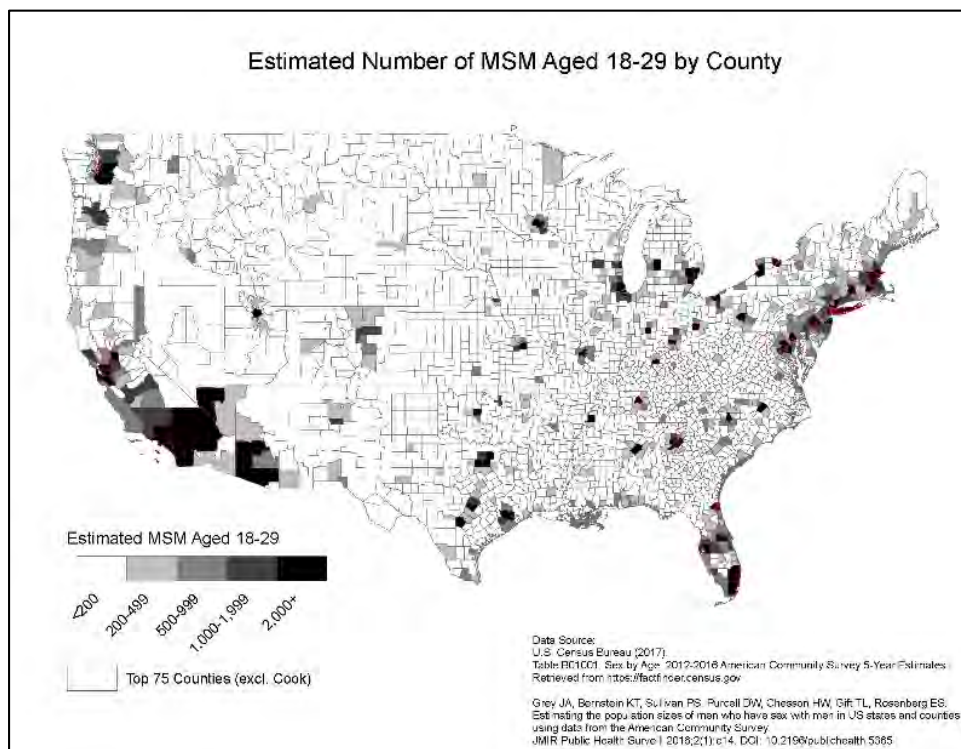 Estimated Number of MSM Aged 18-29 by County
Estimated MSM Aged 18-29
<200
200-499
500-999
1,000-1,999
2,000+
Top 75 Counties (excl. Cook)
Data Source:
U.S. Census Bureau (2017).
Table B01001. Sex by Age. 2012-2016 American Community Survey 5-Year Estimates.
Retrieved from https://factfinder.census.gov
Grey JA, Bernstein KT, Sullivan PS, Purcell DW, Chesson HW, Gift TL, Rosenberg ES.
Estimating the population sizes of men who have sex with men in US states and counties
using data from the American Community Survey.
JMIR Public Health Surveil 2016;2(1):e14. DOI: 10.2196/publichealth.5365